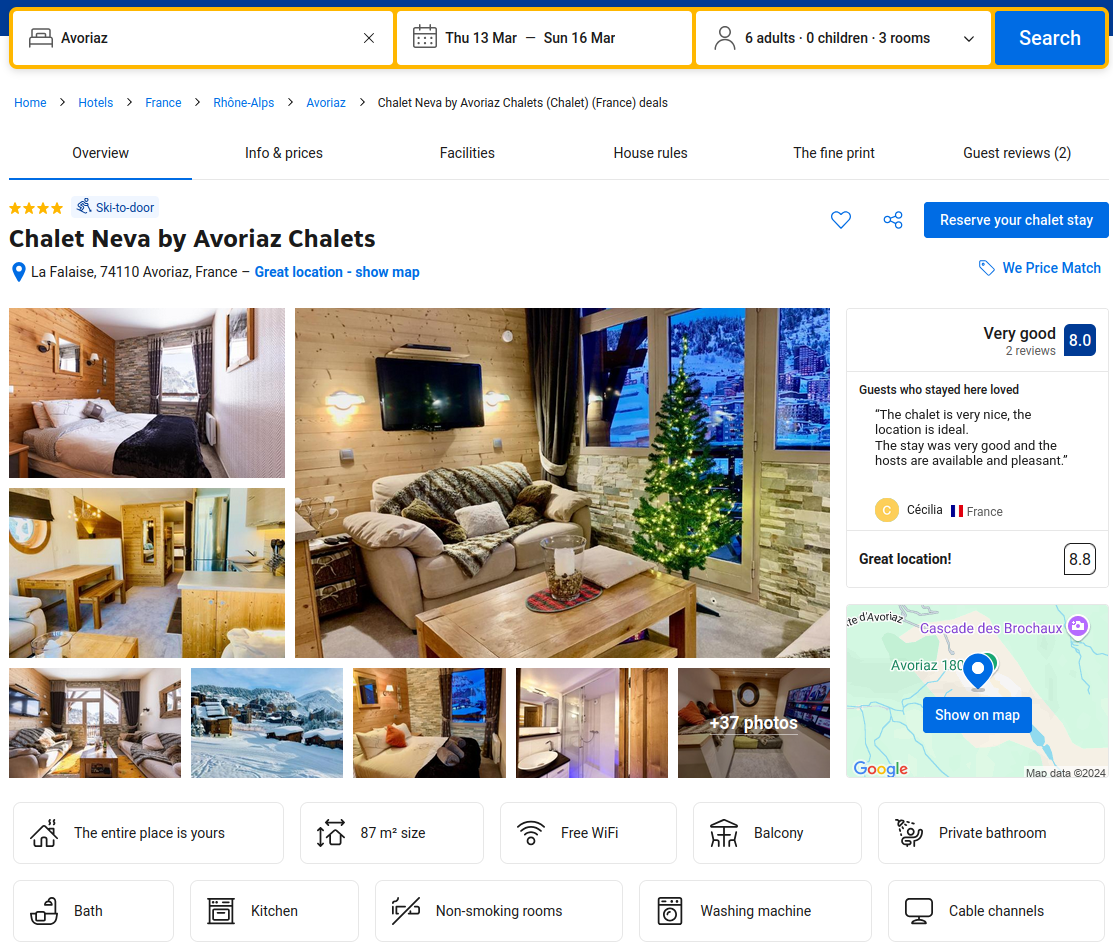 Avoriaz
Thu 13 Mar — Sun 16 Mar
6 adults · 0 children · 3 rooms
Search
Home > Hotels > France > Rhône-Alps > Avoriaz > Chalet Neva by Avoriaz Chalets (Chalet) (France) deals
Overview
Info & prices
Facilities
House rules
The fine print
Guest reviews (2)
Ski-to-door
Chalet Neva by Avoriaz Chalets
La Falaise, 74110 Avoriaz, France – Great location - show map
Reserve your chalet stay
We Price Match
Very good
2 reviews
8.0
Guests who stayed here loved
“The chalet is very nice, the
location is ideal.
The stay was very good and the
hosts are available and pleasant.”
C
Cécilia
France
Great location!
8.8
te d'Avoriaz
Cascade des Brochaux
Avoriaz 180
Show on map
Google
Map data ©2024
+37 photos
The entire place is yours
87 m² size
Free WiFi
Balcony
Private bathroom
Bath
Kitchen
Non-smoking rooms
Washing machine
Cable channels